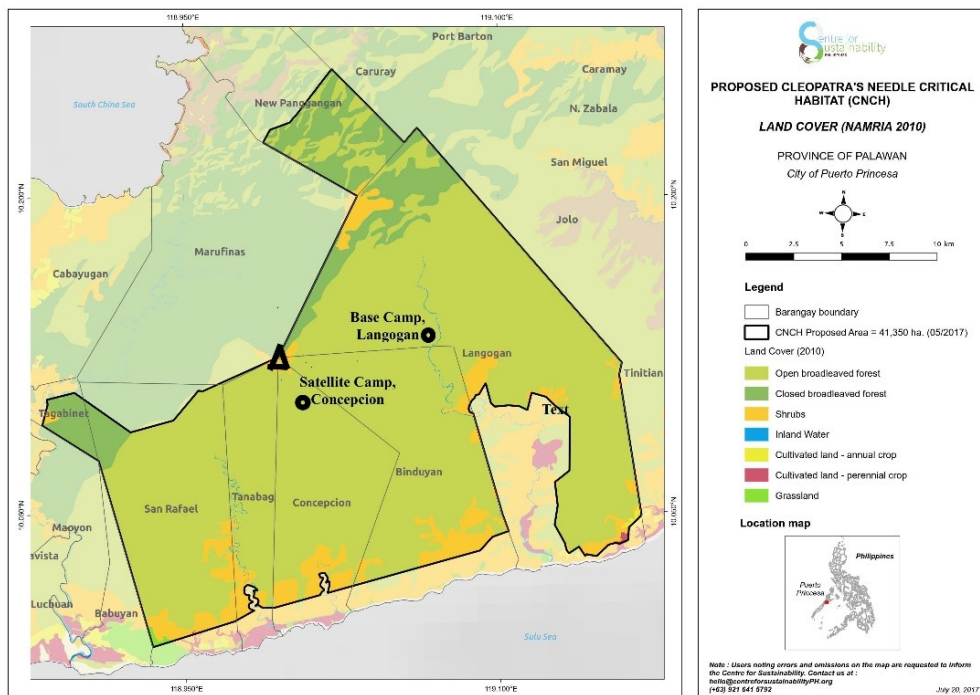 118.950°E
119.100°E
Port Barton
Caruray
Caramay
South China Sea
New Panggangan
N. Zabala
San Miguel
10.200°N
10.200°N
Jolo
Marufinas
Cabayugan
Base Camp,
Langogan
Langogan
Satellite Camp,
Concepcion
Tinitian
Tagabinet
Text
Binduyan
Tanabag
Concepcion
San Rafael
10.050°N
10.050°N
Maoyon
avista
Luchuan
Babuyan
Sulu Sea
118.950°E
119.100°E
Centre for
Sustainability
PHILIPPINES
PROPOSED CLEOPATRA'S NEEDLE CRITICAL
HABITAT (CNCH)
LAND COVER (NAMRIA 2010)
PROVINCE OF PALAWAN
City of Puerto Princesa
N
W
E
S
0 2.5 5 7.5 10 km
Legend
Barangay boundary
CNCH Proposed Area = 41,350 ha. (05/2017)
Land Cover (2010)
Open broadleaved forest
Closed broadleaved forest
Shrubs
Inland Water
Cultivated land - annual crop
Cultivated land - perennial crop
Grassland
Location map
Philippines
Puerto
Princesa
Note : Users noting errors and omissions on the map are requested to inform
the Centre for Sustainability. Contact us at :
hello@centreforsustainabilityPH.org
(+63) 921 641 5792
July 20, 2017